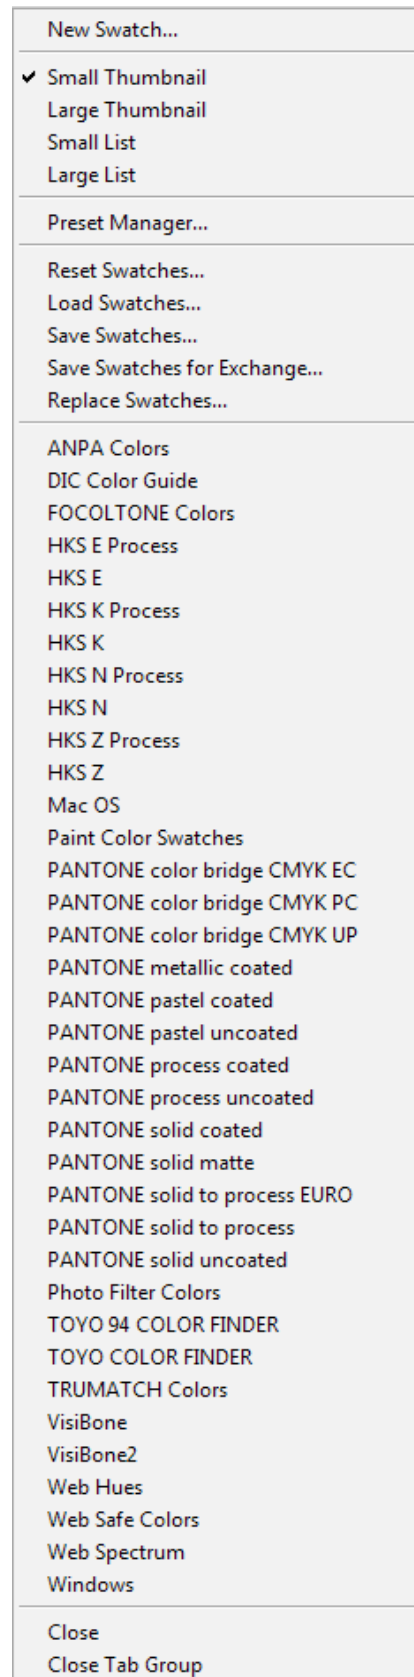 New Swatch...
Small Thumbnail
Large Thumbnail
Small List
Large List
Preset Manager...
Reset Swatches...
Load Swatches...
Save Swatches...
Save Swatches for Exchange...
Replace Swatches...
ANPA Colors
DIC Color Guide
FOCOLTONE Colors
HKS E Process
HKS E
HKS K Process
HKS K
HKS N Process
HKS N
HKS Z Process
HKS Z
Mac OS
Paint Color Swatches
PANTONE color bridge CMYK EC
PANTONE color bridge CMYK PC
PANTONE color bridge CMYK UP
PANTONE metallic coated
PANTONE pastel coated
PANTONE pastel uncoated
PANTONE process coated
PANTONE process uncoated
PANTONE solid coated
PANTONE solid matte
PANTONE solid to process EURO
PANTONE solid to process
PANTONE solid uncoated
Photo Filter Colors
TOYO 94 COLOR FINDER
TOYO COLOR FINDER
TRUMATCH Colors
VisiBone
VisiBone2
Web Hues
Web Safe Colors
Web Spectrum
Windows
Close
Close Tab Group